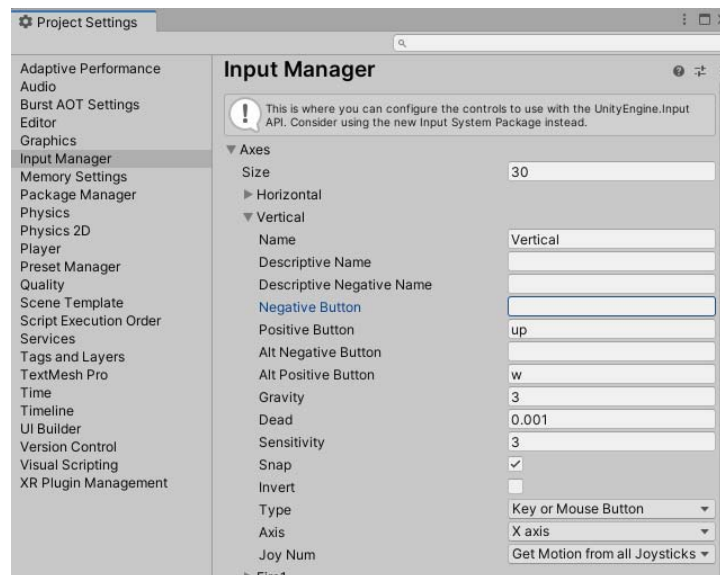 Project Settings
Adaptive Performance
Audio
Burst AOT Settings
Editor
Graphics
Input Manager
Memory Settings
Package Manager
Physics
Physics 2D
Player
Preset Manager
Quality
Scene Template
Script Execution Order
Services
Tags and Layers
TextMesh Pro
Time
Timeline
UI Builder
Version Control
Visual Scripting
XR Plugin Management
Input Manager
This is where you can configure the controls to use with the UnityEngine.Input
API. Consider using the new Input System Package instead.
Axes
Size 30
Horizontal
Vertical
Name Vertical
Descriptive Name
Descriptive Negative Name
Negative Button
Positive Button up
Alt Negative Button
Alt Positive Button w
Gravity 3
Dead 0.001
Sensitivity 3
Snap
Invert
Type Key or Mouse Button
Axis X axis
Joy Num Get Motion from all Joysticks